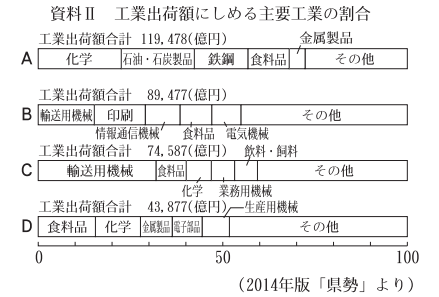 資料Ⅱ 工業出荷額にしめる主要工業の割合
工業出荷額合計 119,478(億円)
金属製品
A 化学 石油・石炭製品 鉄鋼 食料品 その他
工業出荷額合計 89,477(億円)
B 輸送用機械 印刷 その他
情報通信機械 食料品 電気機械
工業出荷額合計 74,587(億円) 飲料・飼料
C 輸送用機械 食料品 その他
化学 業務用機械
工業出荷額合計 43,877(億円) 生産用機械
D 食料品 化学 金属製品 電子部品 その他
0 50 100
(2014年版「県勢」より)